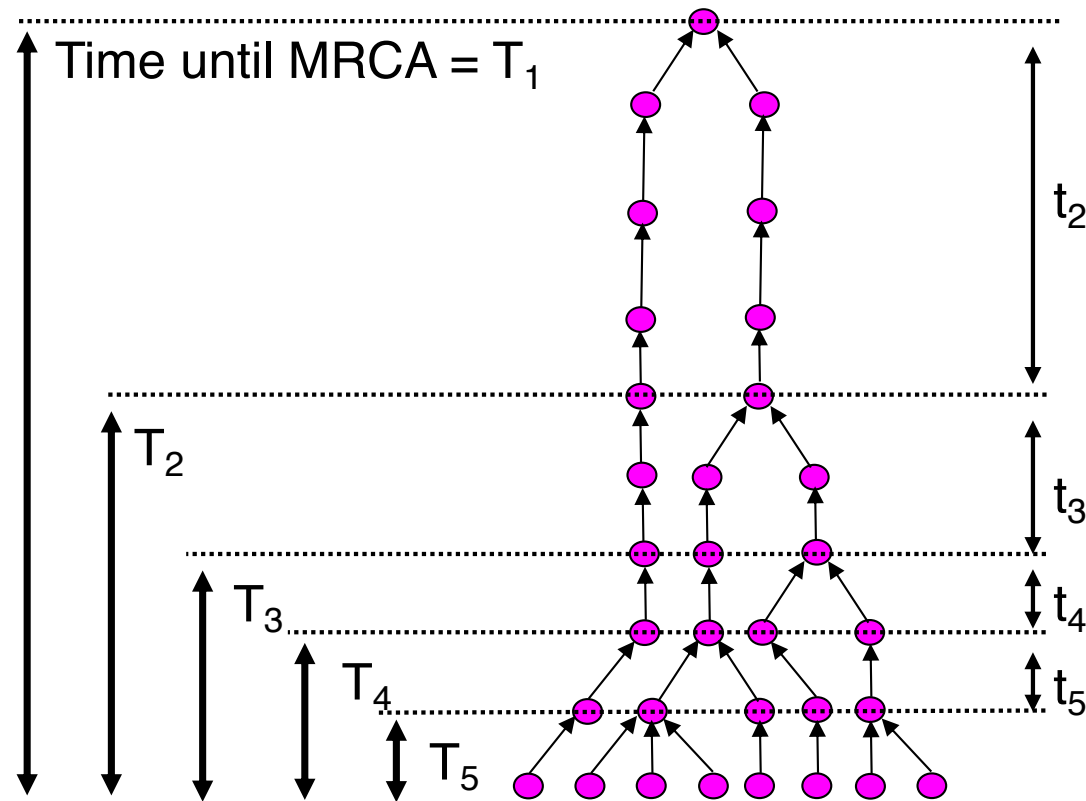 Time until MRCA = T₁
t₂
T₂
t₃
T₃
t₄
T₄
t₅
T₅